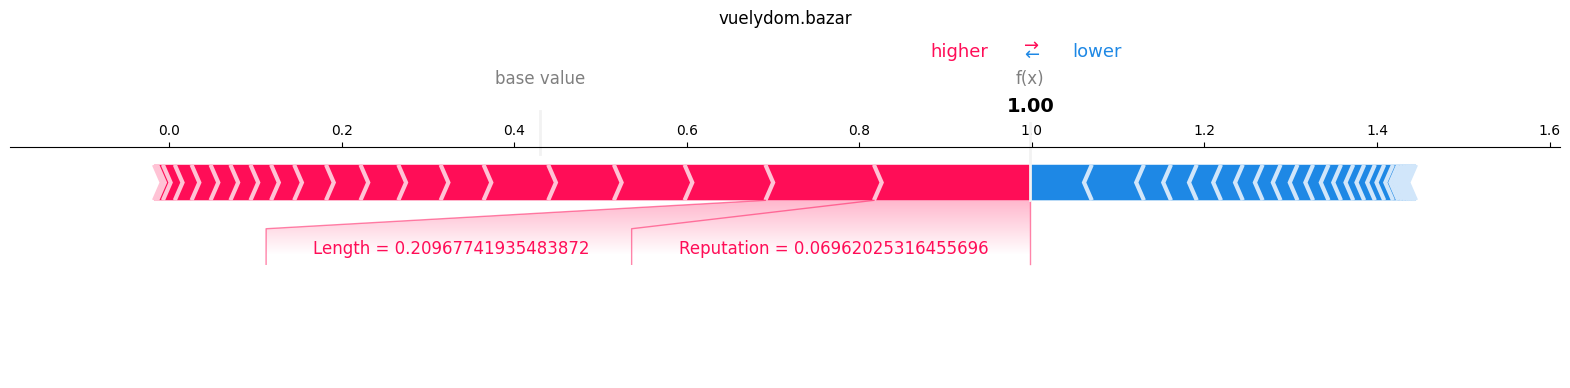 vuelydom.bazar
higher ⇄ lower
base value f(x)
1.00
0.0 0.2 0.4 0.6 0.8 1.0 1.2 1.4 1.6
Length = 0.20967741935483872 Reputation = 0.06962025316455696